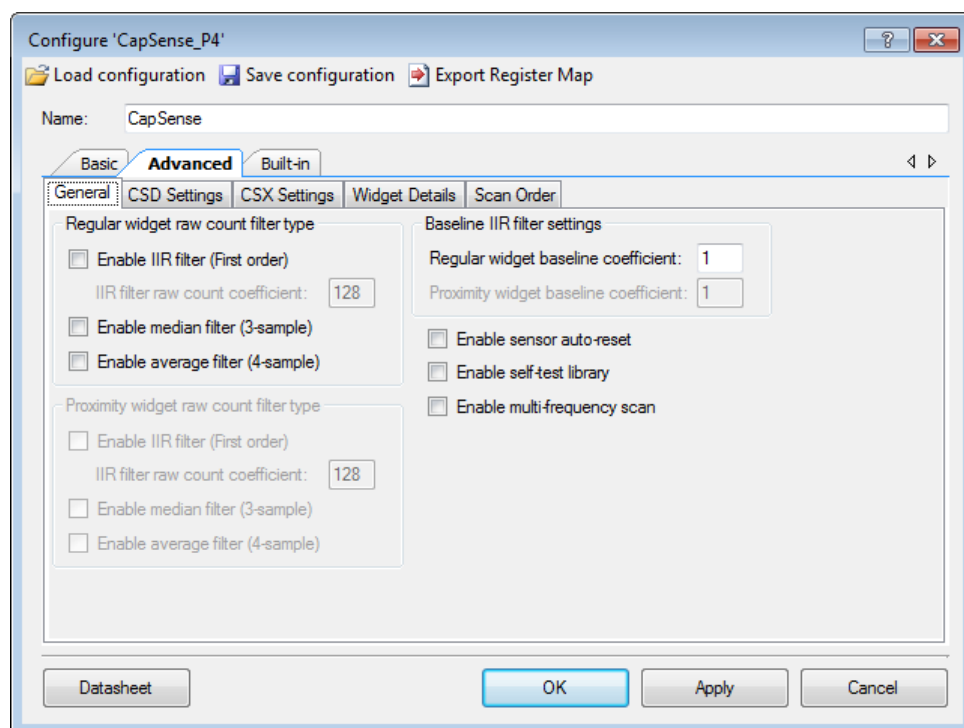 Configure 'CapSense_P4'
Load configuration Save configuration Export Register Map
Name: CapSense
Basic Advanced Built-in
General CSD Settings CSX Settings Widget Details Scan Order
Regular widget raw count filter type
Enable IIR filter (First order)
IIR filter raw count coefficient: 128
Enable median filter (3-sample)
Enable average filter (4-sample)
Proximity widget raw count filter type
Enable IIR filter (First order)
IIR filter raw count coefficient: 128
Enable median filter (3-sample)
Enable average filter (4-sample)
Baseline IIR filter settings
Regular widget baseline coefficient: 1
Proximity widget baseline coefficient: 1
Enable sensor auto-reset
Enable self-test library
Enable multi-frequency scan
Datasheet OK Apply Cancel